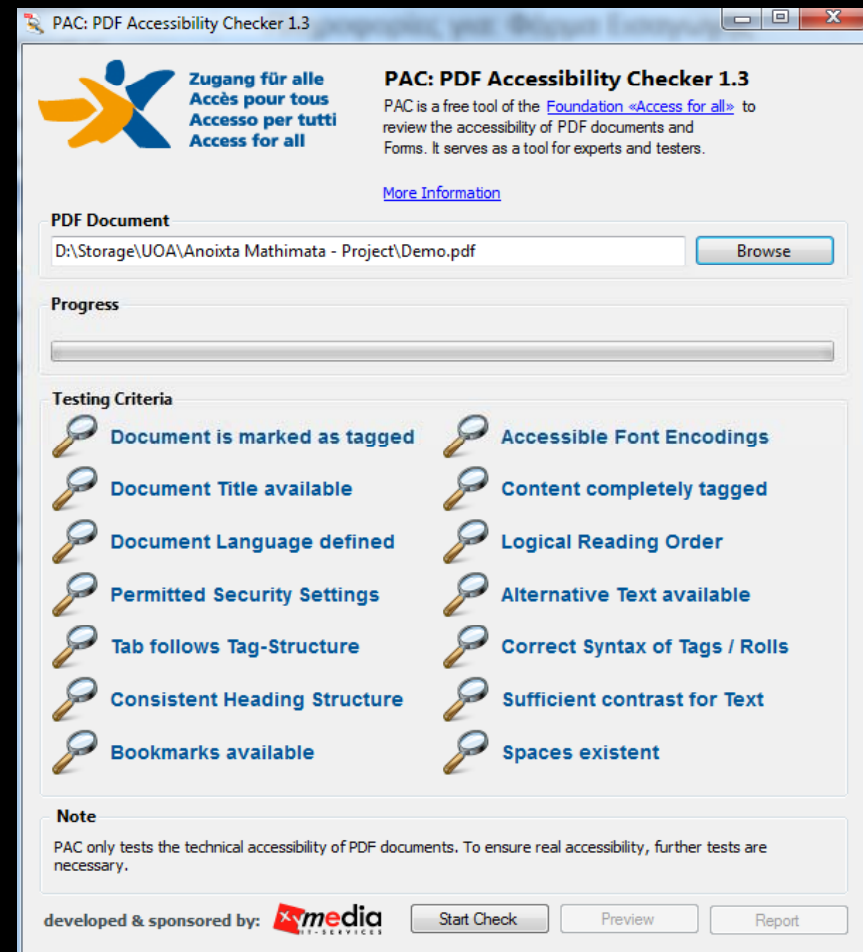 PAC: PDF Accessibility Checker 1.3
Zugang für alle
Accès pour tous
Accesso per tutti
Access for all
PAC: PDF Accessibility Checker 1.3
PAC is a free tool of the Foundation «Access for all» to
review the accessibility of PDF documents and
Forms. It serves as a tool for experts and testers.
More Information
PDF Document
D:\Storage\UOA\Anoixta Mathimata - Project\Demo.pdf
Browse
Progress
Testing Criteria
Document is marked as tagged
Document Title available
Document Language defined
Permitted Security Settings
Tab follows Tag-Structure
Consistent Heading Structure
Bookmarks available
Accessible Font Encodings
Content completely tagged
Logical Reading Order
Alternative Text available
Correct Syntax of Tags / Rolls
Sufficient contrast for Text
Spaces existent
Note
PAC only tests the technical accessibility of PDF documents. To ensure real accessibility, further tests are
necessary.
developed & sponsored by:
xymedia
IT-SERVICES
Start Check
Preview
Report